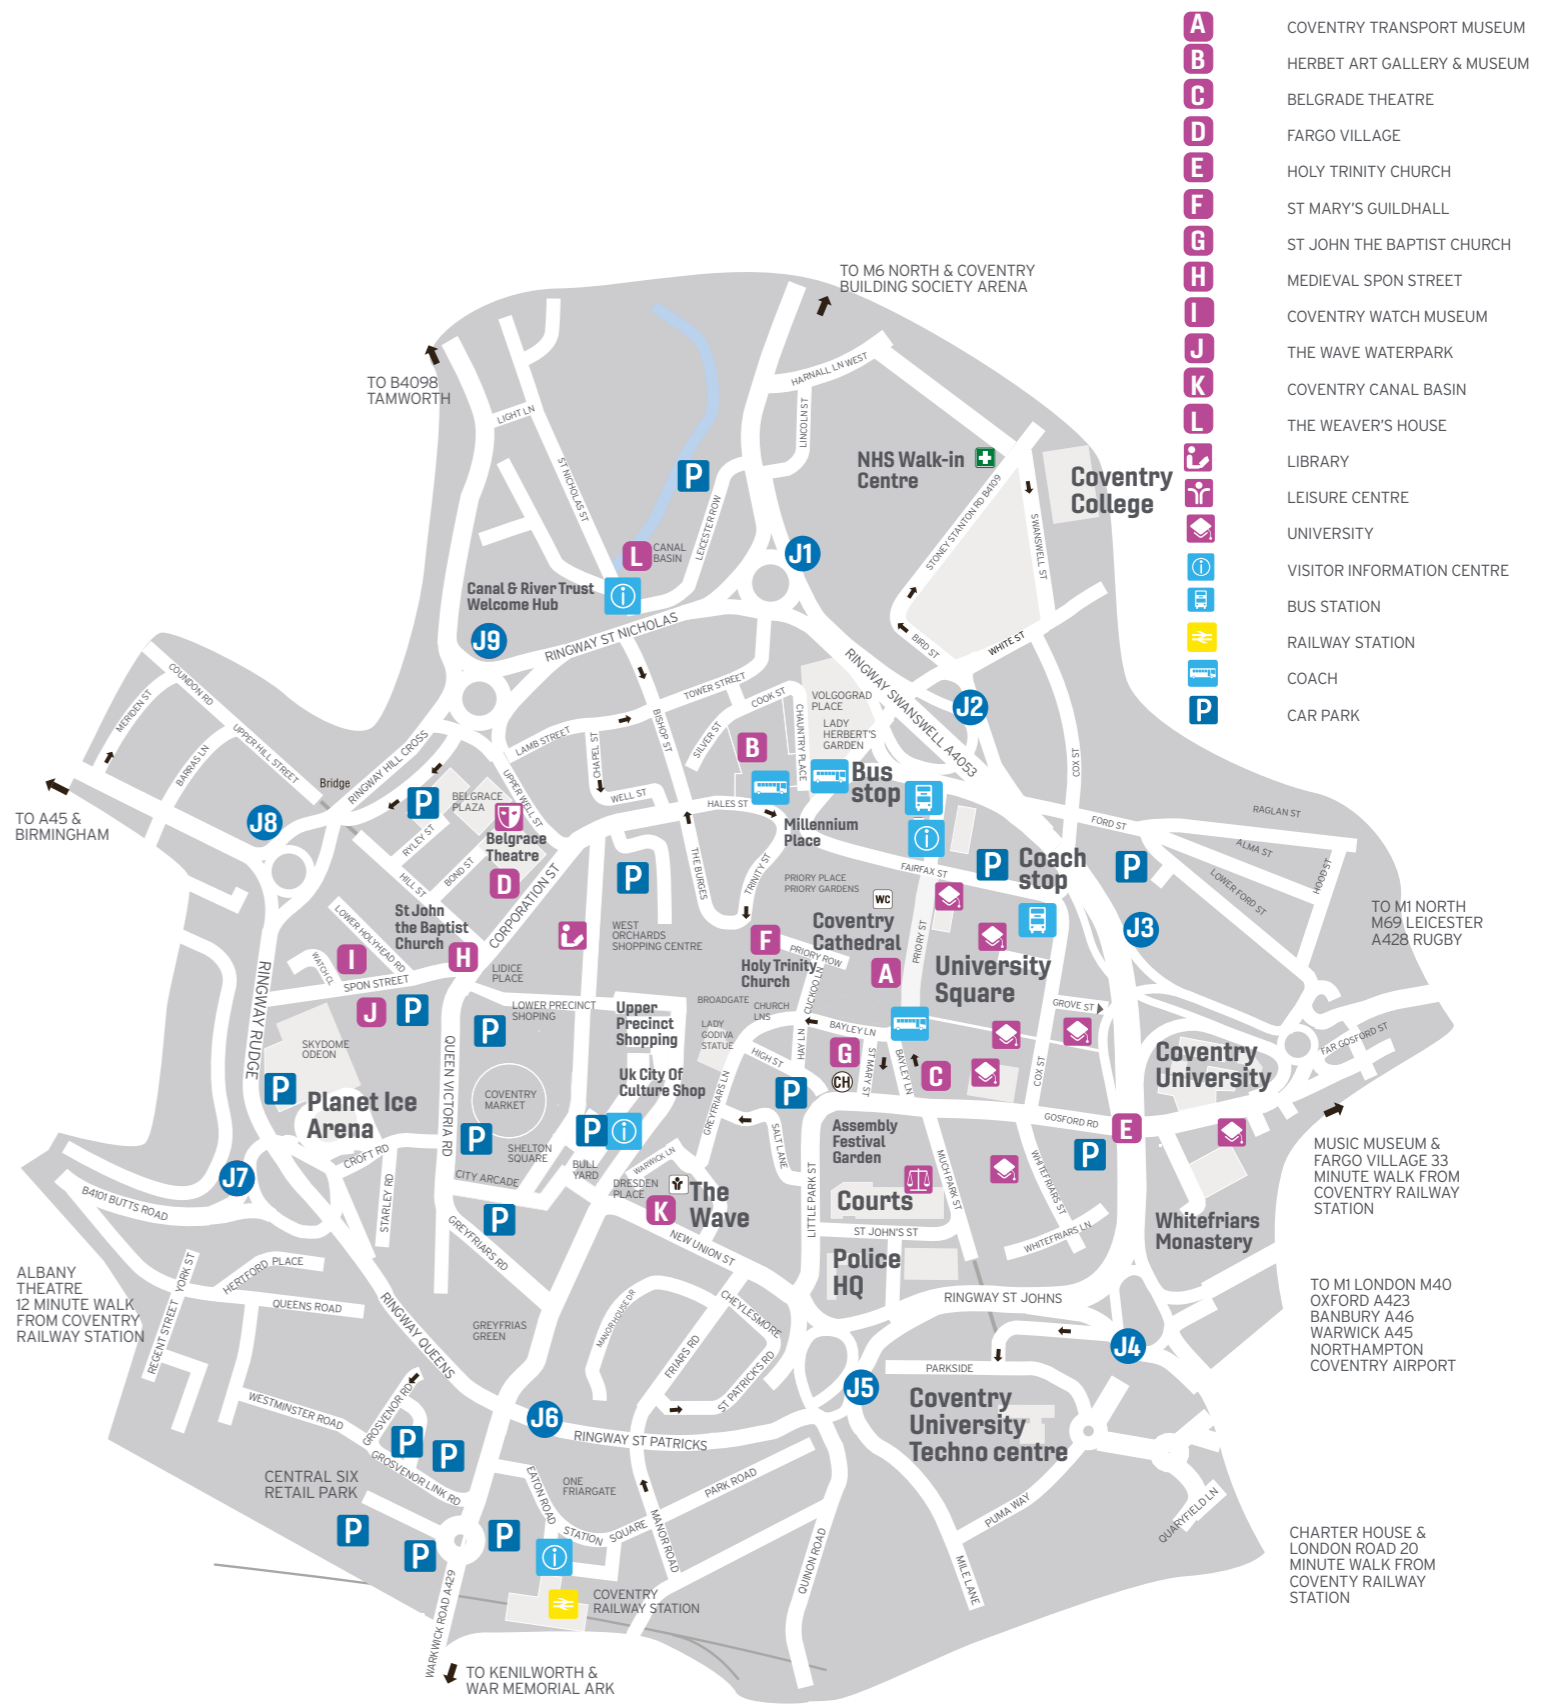 A COVENTRY TRANSPORT MUSEUM
B HERBET ART GALLERY & MUSEUM
C BELGRADE THEATRE
D FARGO VILLAGE
E HOLY TRINITY CHURCH
F ST MARY'S GUILDHALL
G ST JOHN THE BAPTIST CHURCH
H MEDIEVAL SPON STREET
I COVENTRY WATCH MUSEUM
J THE WAVE WATERPARK
K COVENTRY CANAL BASIN
L THE WEAVER'S HOUSE
LIBRARY
LEISURE CENTRE
UNIVERSITY
VISITOR INFORMATION CENTRE
BUS STATION
RAILWAY STATION
COACH
P CAR PARK
TO M6 NORTH & COVENTRY
BUILDING SOCIETY ARENA
TO B4098
TAMWORTH
HARNALL LN WEST
LIGHT LN
LINCOLN ST
ST NICHOLAS ST
P
NHS Walk-in
Centre
Coventry
College
STONEY STANTON RD B4109
SWANSWELL ST
LEICESTER ROW
L
CANAL
BASIN
J1
Canal & River Trust
Welcome Hub
J9
RINGWAY ST NICHOLAS
BIRD ST
WHITE ST
RINGWAY SWANSWELL A4053
J2
COUNDON RD
MERIDEN ST
BARRAS LN
UPPER HILL STREET
TOWER STREET
COOK ST
VOLGOGRAD
PLACE
LADY
HERBERT'S
GARDEN
CHAUNTRY PLACE
SILVER ST
BISHOP ST
B
LAMB STREET
CHAPEL ST
WELL ST
UPPER WELL ST
COX ST
RINGWAY HILL CROSS
Bridge
P
BELGRACE
PLAZA
Bus
stop
HALES ST
TO A45 &
BIRMINGHAM
J8
RYLEY ST
Belgrace
Theatre
Millennium
Place
FORD ST
RAGLAN ST
ALMA ST
LOWER FORD ST
HOOD ST
HILL ST
BOND ST
D
CORPORATION ST
P
THE BURGES
TRINITY ST
FAIRFAX ST
P
Coach
stop
P
PRIORY PLACE
PRIORY GARDENS
WC
TO M1 NORTH
M69 LEICESTER
A428 RUGBY
St John
the Baptist
Church
LOWER HOLYHEAD RD
H
WEST
ORCHARDS
SHOPPING CENTRE
F
Coventry
Cathedral
PRIORY ST
J3
I
WATCH CL
SPON STREET
LIDICE
PLACE
Holy Trinity
Church
PRIORY ROW
A
University
Square
CUCKOO LN
J
P
LOWER PRECINCT
SHOPING
Upper
Precinct
Shopping
BROADGATE
CHURCH
LNS
GROVE ST
RINGWAY RUDGE
SKYDOME
ODEON
P
LADY
GODIVA
STATUE
BAYLEY LN
HIGH ST
HAY LN
G
ST MARY ST
BAYLEY LN
CH
C
COX ST
FAR GOSFORD ST
Coventry
University
P
Planet Ice
Arena
QUEEN VICTORIA RD
COVENTRY
MARKET
Uk City Of
Culture Shop
P
GREYFRIARS LN
GOSFORD RD
E
MUSIC MUSEUM &
FARGO VILLAGE 33
MINUTE WALK FROM
COVENTRY RAILWAY
STATION
P
P
SHELTON
SQUARE
BULL
YARD
WARWICK LN
SALT LANE
Assembly
Festival
Garden
P
CROFT RD
CITY ARCADE
DRESDEN
PLACE
The
Wave
K
LITTLE PARK ST
Courts
MUCH PARK ST
WHITEFRIARS ST
J7
B4101 BUTTS ROAD
STARLEY RD
P
GREYFRIARS RD
NEW UNION ST
ST JOHN'S ST
WHITEFRIARS LN
Whitefriars
Monastery
Police
HQ
ALBANY
THEATRE
12 MINUTE WALK
FROM COVENTRY
RAILWAY STATION
YORK ST
HERTFORD PLACE
QUEENS ROAD
REGENT STREET
RINGWAY QUEENS
GREYFRIAS
GREEN
MANOR HOUSE DR
CHEYLESMORE
RINGWAY ST JOHNS
TO M1 LONDON M40
OXFORD A423
BANBURY A46
WARWICK A45
NORTHAMPTON
COVENTRY AIRPORT
J4
FRIARS RD
ST PATRICKS RD
PARKSIDE
J5
WESTMINSTER ROAD
GROSVENOR RD
J6
RINGWAY ST PATRICKS
Coventry
University
Techno centre
P
P
GROSVENOR LINK RD
CENTRAL SIX
RETAIL PARK
EATON ROAD
ONE
FRIARGATE
PARK ROAD
P
P
P
STATION SQUARE
MANOR ROAD
PUMA WAY
QUARYFIELD LN
QUINON ROAD
MILE LANE
CHARTER HOUSE &
LONDON ROAD 20
MINUTE WALK FROM
COVENTY RAILWAY
STATION
COVENTRY
RAILWAY STATION
WARKWICK ROAD A429
TO KENILWORTH &
WAR MEMORIAL ARK